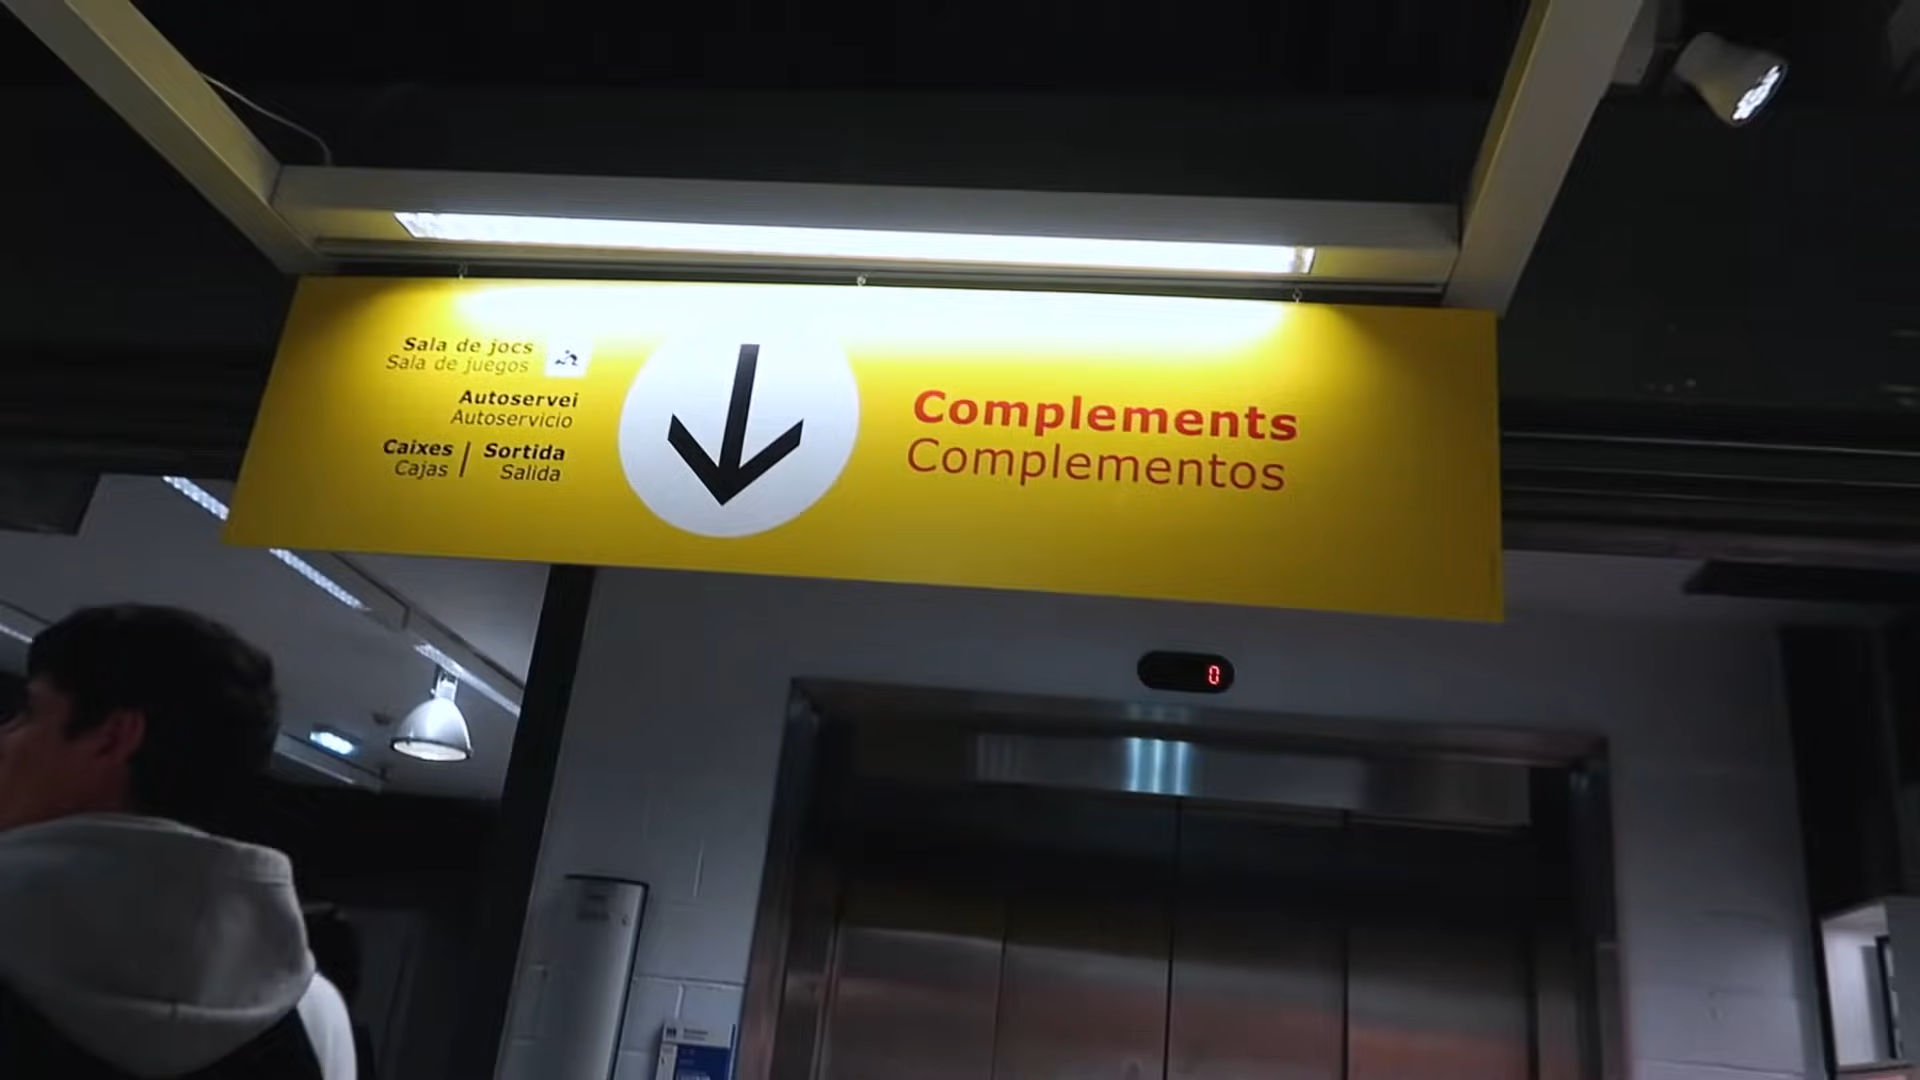 Sala de jocs
Sala de juegos
Autoservei
Autoservicio
Caixes | Sortida
Cajas Salida
Complements
Complementos
0